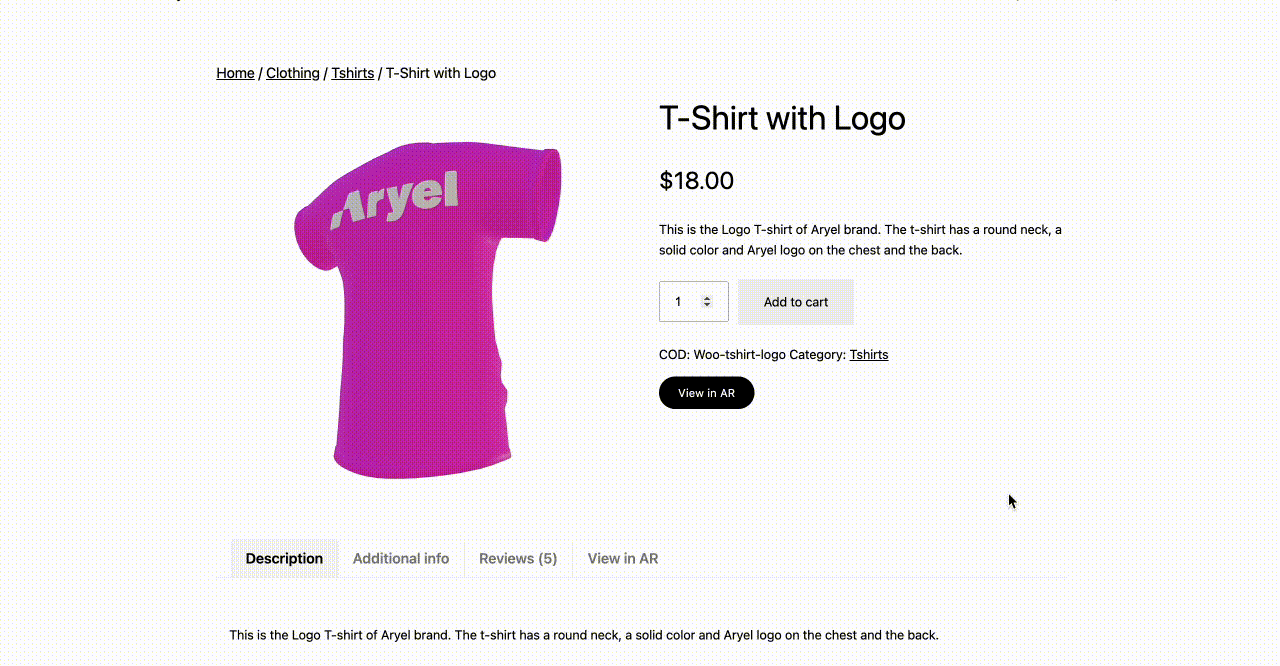 Home / Clothing / Tshirts / T-Shirt with Logo
T-Shirt with Logo
$18.00
Aryel
This is the Logo T-shirt of Aryel brand. The t-shirt has a round neck, a
solid color and Aryel logo on the chest and the back.
1
Add to cart
COD: Woo-tshirt-logo Category: Tshirts
View in AR
Description
Additional info
Reviews (5)
View in AR
This is the Logo T-shirt of Aryel brand. The t-shirt has a round neck, a solid color and Aryel logo on the chest and the back.